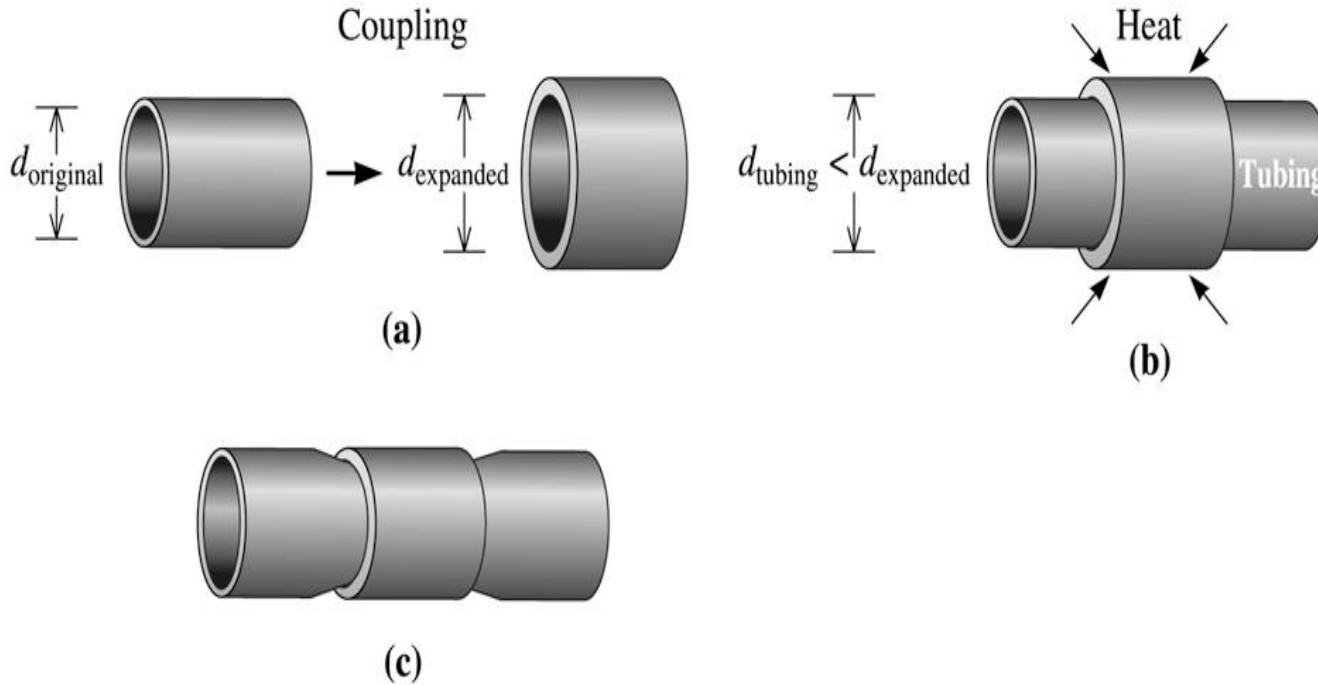 Coupling
Heat
d_original
d_expanded
d_tubing < d_expanded
Tubing
(a)
(b)
(c)